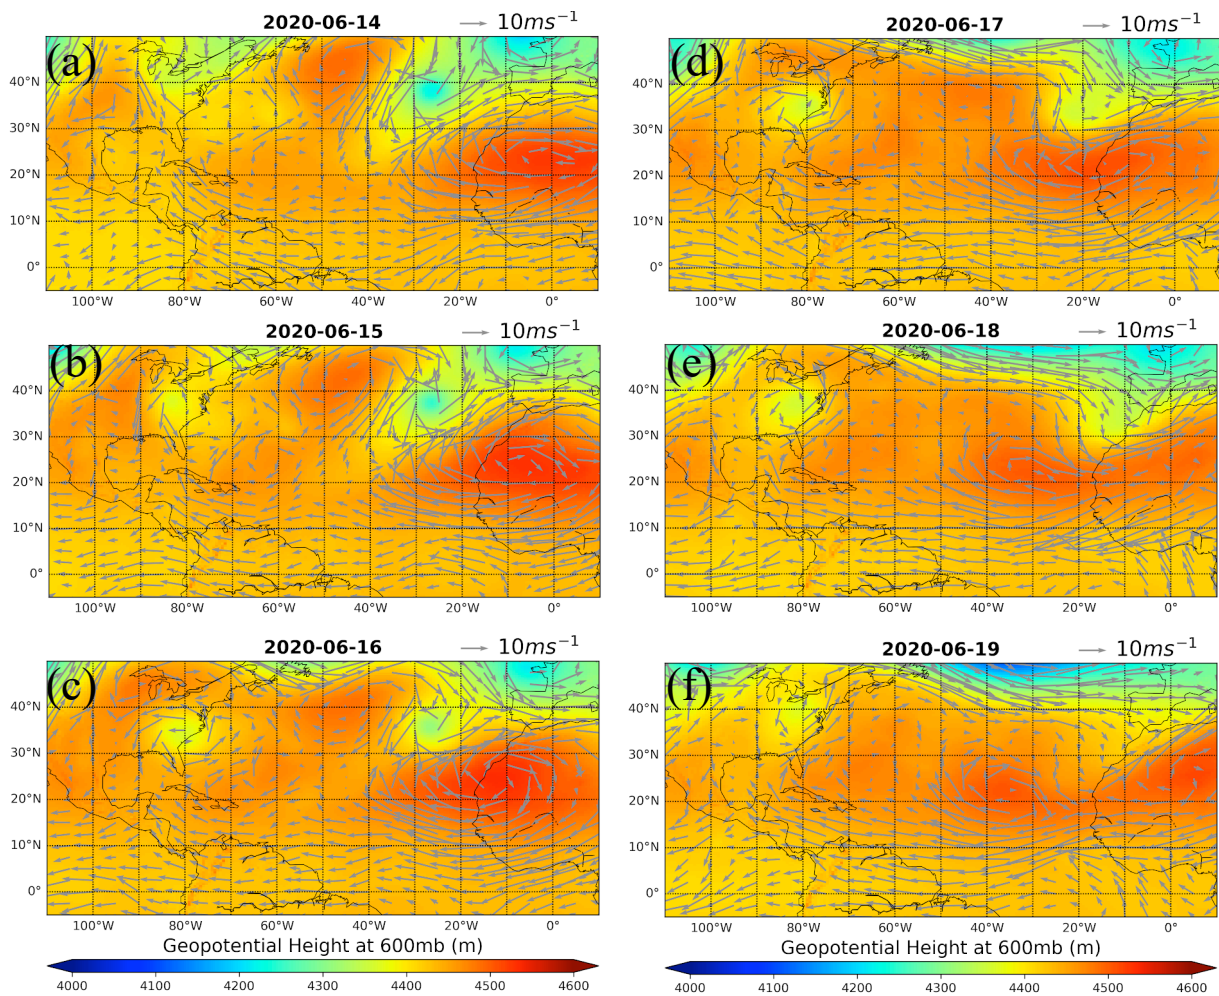 2020-06-14 10ms⁻¹
(a)
40°N
30°N
20°N
10°N
0°
100°W 80°W 60°W 40°W 20°W 0°
2020-06-15 10ms⁻¹
(b)
40°N
30°N
20°N
10°N
0°
100°W 80°W 60°W 40°W 20°W 0°
2020-06-16 10ms⁻¹
(c)
40°N
30°N
20°N
10°N
0°
100°W 80°W 60°W 40°W 20°W 0°
Geopotential Height at 600mb (m)
4000 4100 4200 4300 4400 4500 4600
2020-06-17 10ms⁻¹
(d)
40°N
30°N
20°N
10°N
0°
100°W 80°W 60°W 40°W 20°W 0°
2020-06-18 10ms⁻¹
(e)
40°N
30°N
20°N
10°N
0°
100°W 80°W 60°W 40°W 20°W 0°
2020-06-19 10ms⁻¹
(f)
40°N
30°N
20°N
10°N
0°
100°W 80°W 60°W 40°W 20°W 0°
Geopotential Height at 600mb (m)
4000 4100 4200 4300 4400 4500 4600